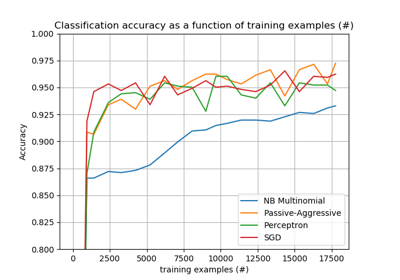 Classification accuracy as a function of training examples (#)
1.000
0.975
0.950
0.925
0.900
0.875
0.850
0.825
0.800
Accuracy
NB Multinomial
Passive-Aggressive
Perceptron
SGD
0 2500 5000 7500 10000 12500 15000 17500
training examples (#)